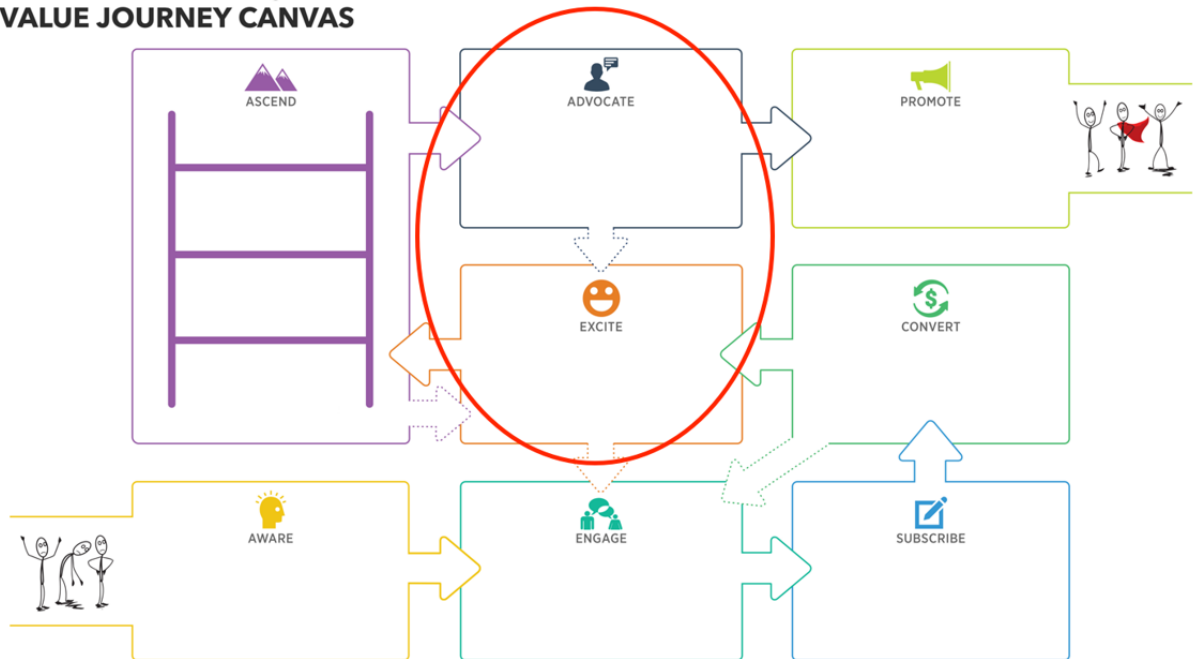 VALUE JOURNEY CANVAS
ASCEND
ADVOCATE
PROMOTE
EXCITE
CONVERT
AWARE
ENGAGE
SUBSCRIBE